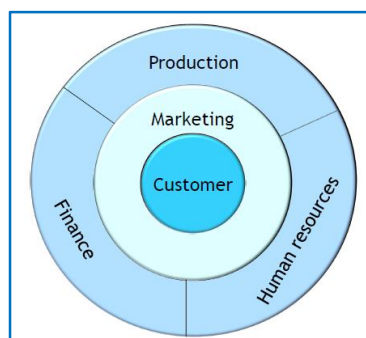 Production
Marketing
Customer
Finance
Human resources